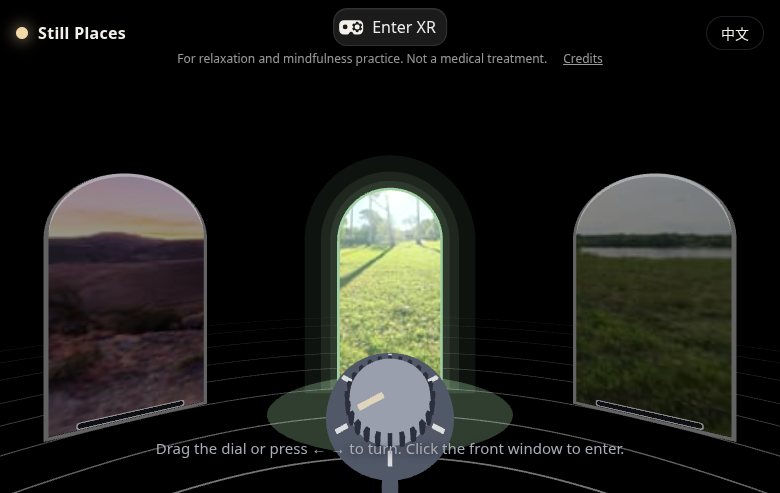 Still Places
Enter XR
中文
For relaxation and mindfulness practice. Not a medical treatment. Credits
Drag the dial or press ← → to turn. Click the front window to enter.